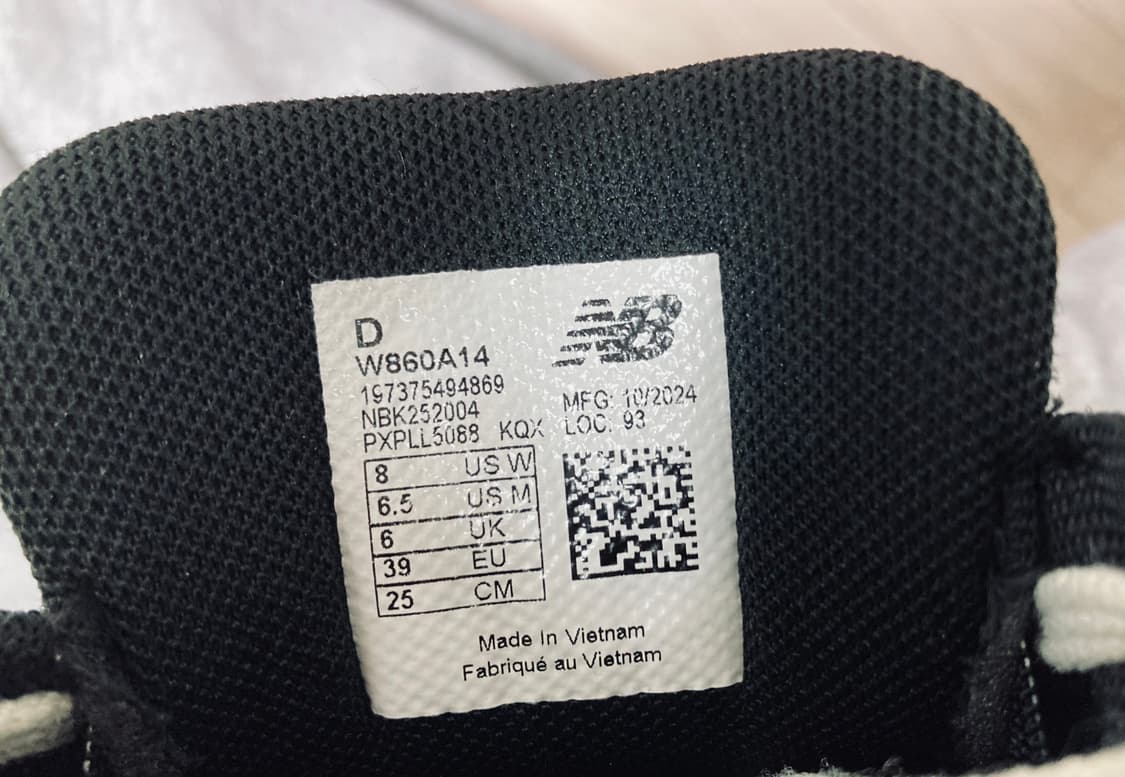 D
NB
W860A14
197375494869
NBK252004
PXPLL5088 KQX
MFG: 10/2024
LOC: 93
8 US W
6.5 US M
6 UK
39 EU
25 CM
Made In Vietnam
Fabriqué au Vietnam